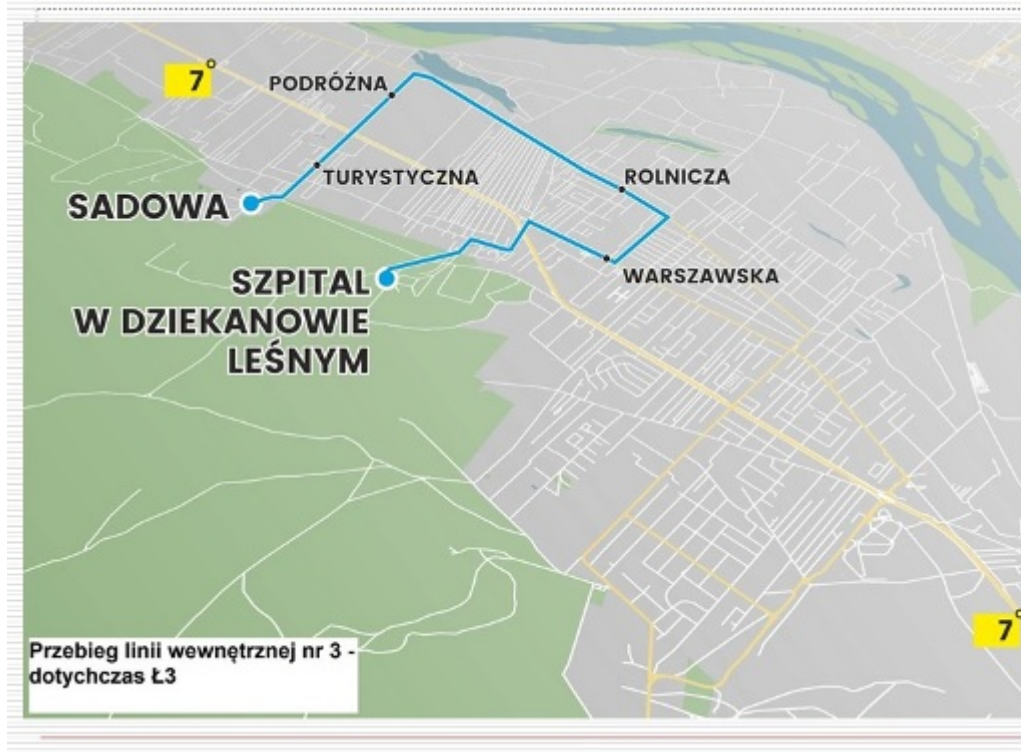 7
PODRÓŻNA
TURYSTYCZNA
ROLNICZA
SADOWA
WARSZAWSKA
SZPITAL
W DZIEKANOWIE
LEŚNYM
7
Przebieg linii wewnętrznej nr 3 -
dotychczas Ł3